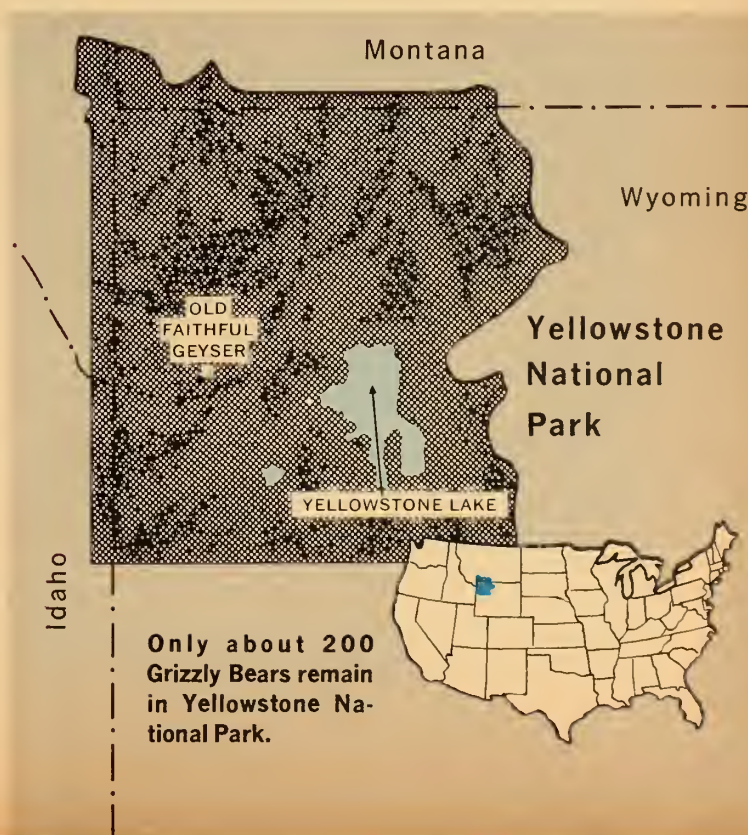 Montana
Wyoming
OLD
FAITHFUL
GEYSER
Yellowstone
National
Park
YELLOWSTONE LAKE
Idaho
Only about 200
Grizzly Bears remain
in Yellowstone Na-
tional Park.